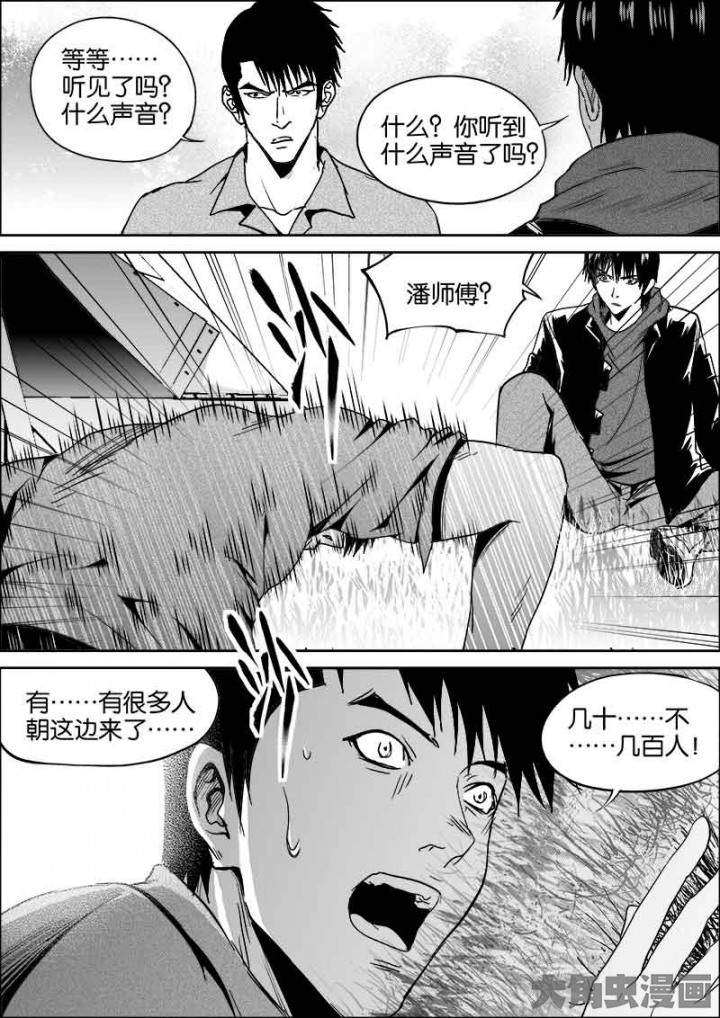 等等……
听见了吗？
什么声音？
什么？你听到
什么声音了吗？
潘师傅？
有……有很多人
朝这边来了……
几十……不
……几百人！
大角虫漫画